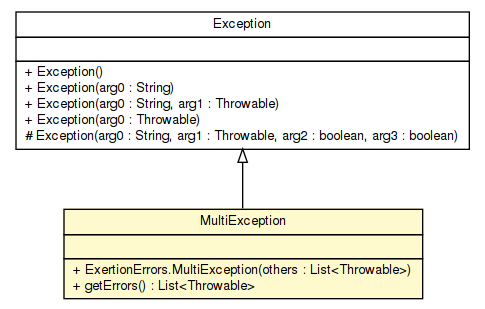 Exception
+ Exception()
+ Exception(arg0 : String)
+ Exception(arg0 : String, arg1 : Throwable)
+ Exception(arg0 : Throwable)
# Exception(arg0 : String, arg1 : Throwable, arg2 : boolean, arg3 : boolean)
MultiException
+ ExertionErrors.MultiException(others : List<Throwable>)
+ getErrors() : List<Throwable>